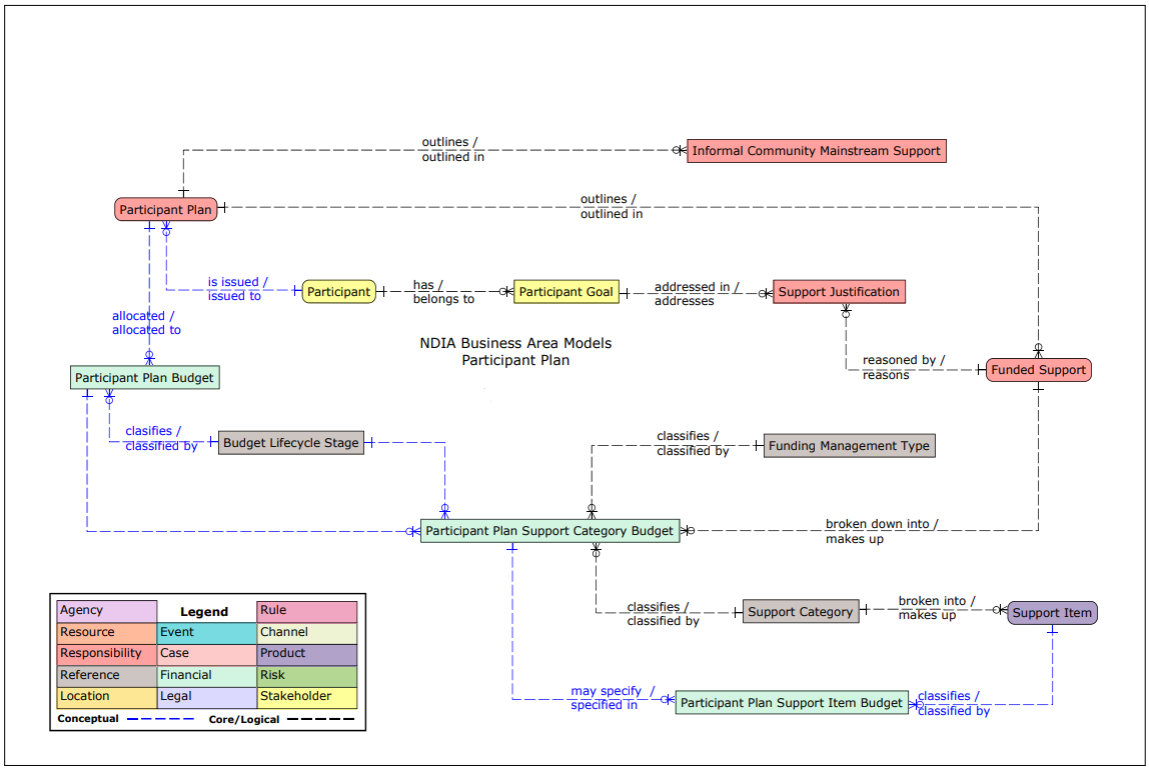 outlines /
outlined in
Informal Community Mainstream Support
Participant Plan
outlines /
outlined in
is issued /
issued to
Participant
has /
belongs to
Participant Goal
addressed in /
addresses
Support Justification
allocated /
allocated to
NDIA Business Area Models
Participant Plan
reasoned by /
reasons
Funded Support
Participant Plan Budget
clasifies /
classified by
Budget Lifecycle Stage
classifies /
classified by
Funding Management Type
Participant Plan Support Category Budget
broken down into /
makes up
classifies /
classified by
Support Category
broken into /
makes up
Support Item
may specify /
specified in
Participant Plan Support Item Budget
classifies /
classified by
Agency Legend Rule
Resource Event Channel
Responsibility Case Product
Reference Financial Risk
Location Legal Stakeholder
Conceptual Core/Logical